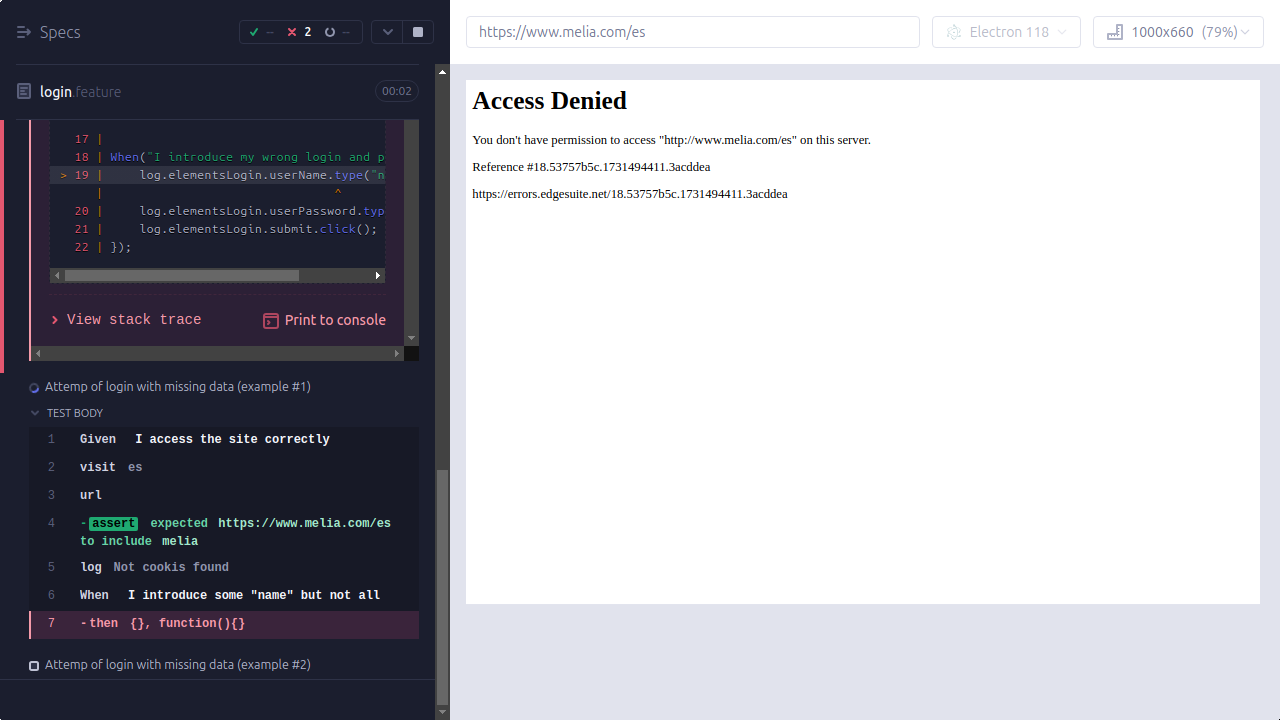 Specs
-- 2 --
login.feature
00:02
17 |
18 | When("I introduce my wrong login and p
> 19 |     log.elementsLogin.userName.type("n
|                               ^
20 |     log.elementsLogin.userPassword.typ
21 |     log.elementsLogin.submit.click();
22 | });
View stack trace
Print to console
Attemp of login with missing data (example #1)
TEST BODY
1 Given I access the site correctly
2 visit es
3 url
4 -assert expected https://www.melia.com/es
to include melia
5 log Not cookis found
6 When I introduce some "name" but not all
7 -then {}, function(){}
Attemp of login with missing data (example #2)
https://www.melia.com/es
Electron 118
1000x660 (79%)
Access Denied
You don't have permission to access "http://www.melia.com/es" on this server.
Reference #18.53757b5c.1731494411.3acddea
https://errors.edgesuite.net/18.53757b5c.1731494411.3acddea